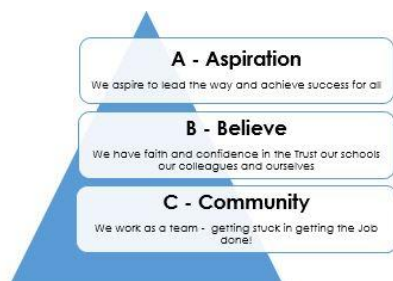 A - Aspiration
We aspire to lead the way and achieve success for all
B - Believe
We have faith and confidence in the Trust our schools
our colleagues and ourselves
C - Community
We work as a team - getting stuck in getting the Job
done!